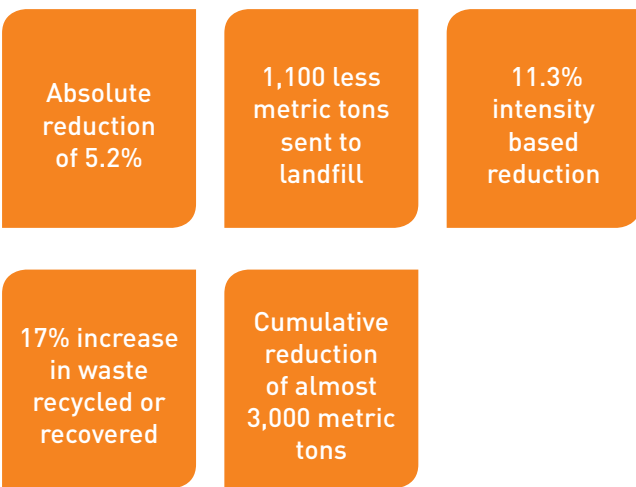 Absolute
reduction
of 5.2%
1,100 less
metric tons
sent to
landfill
11.3%
intensity
based
reduction
17% increase
in waste
recycled or
recovered
Cumulative
reduction
of almost
3,000 metric
tons